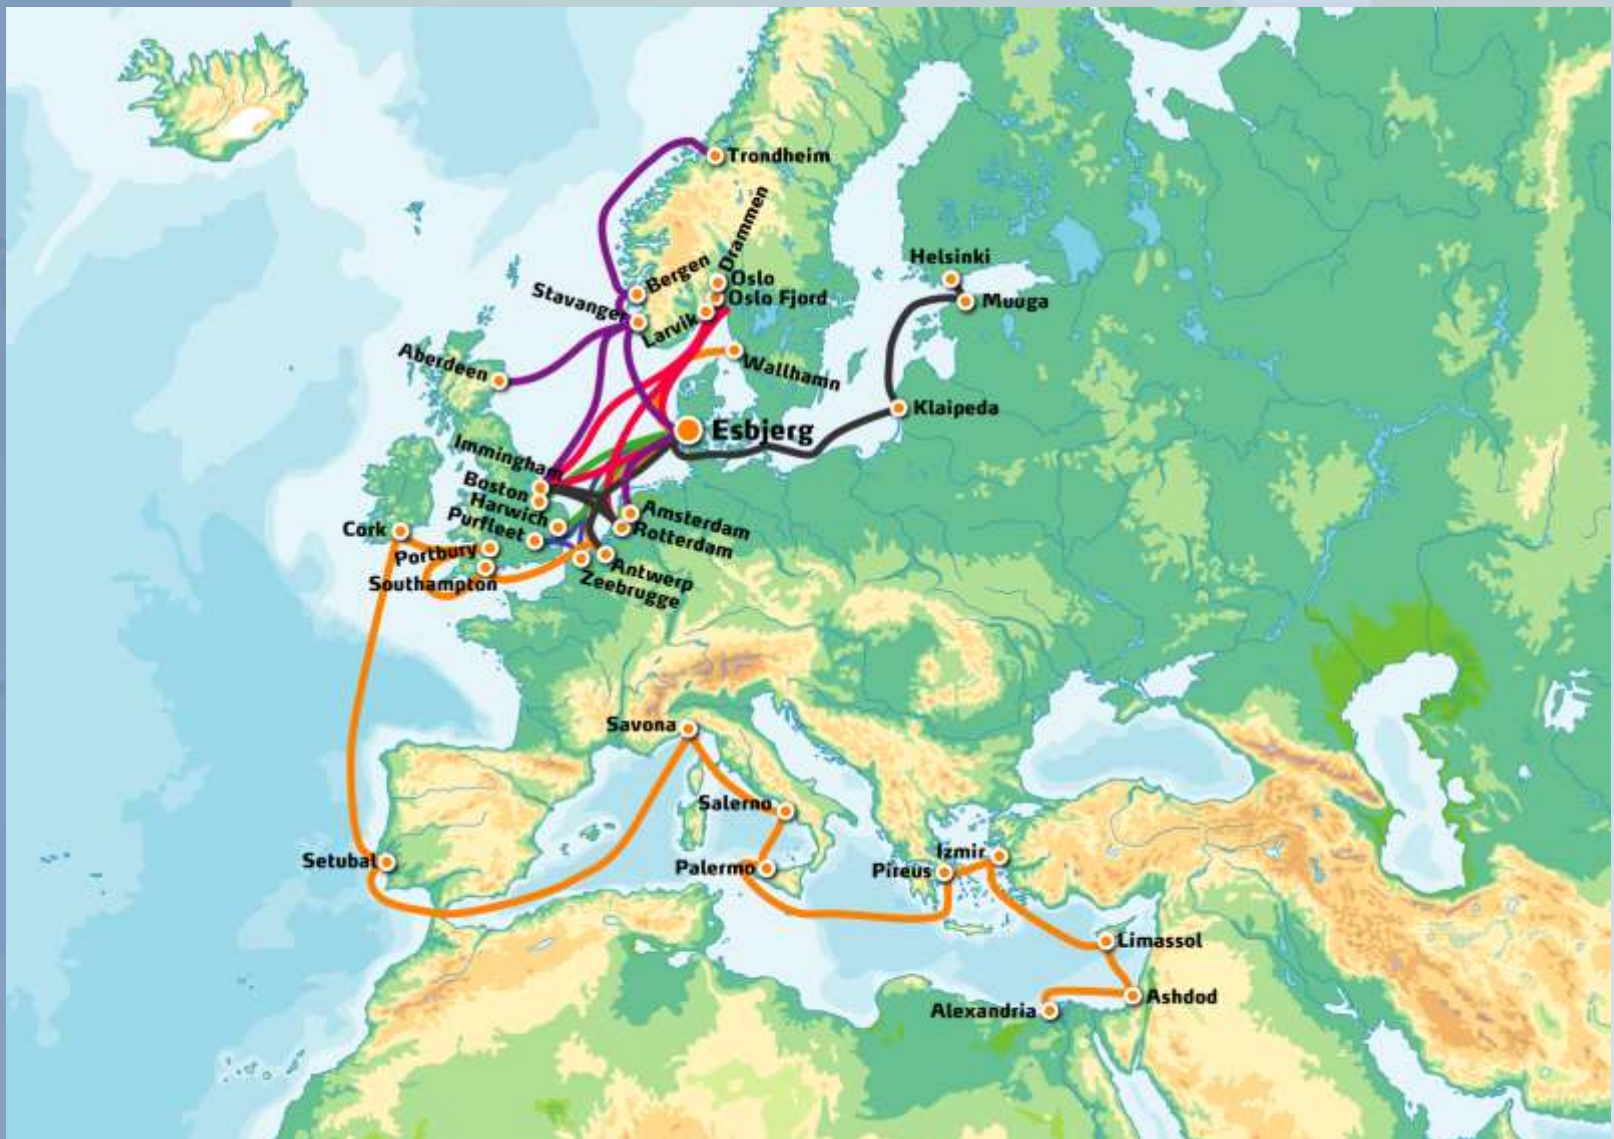 Trondheim
Drammen
Helsinki
Bergen
Oslo
Stavanger
Oslo Fjord
Muuga
Larvik
Aberdeen
Wallhamn
Klaipeda
Esbjerg
Immingham
Boston
Harwich
Amsterdam
Cork
Purfleet
Rotterdam
Portbury
Antwerp
Southampton
Zeebrugge
Savona
Salerno
Izmir
Setubal
Palermo
Pireus
Limassol
Ashdod
Alexandria